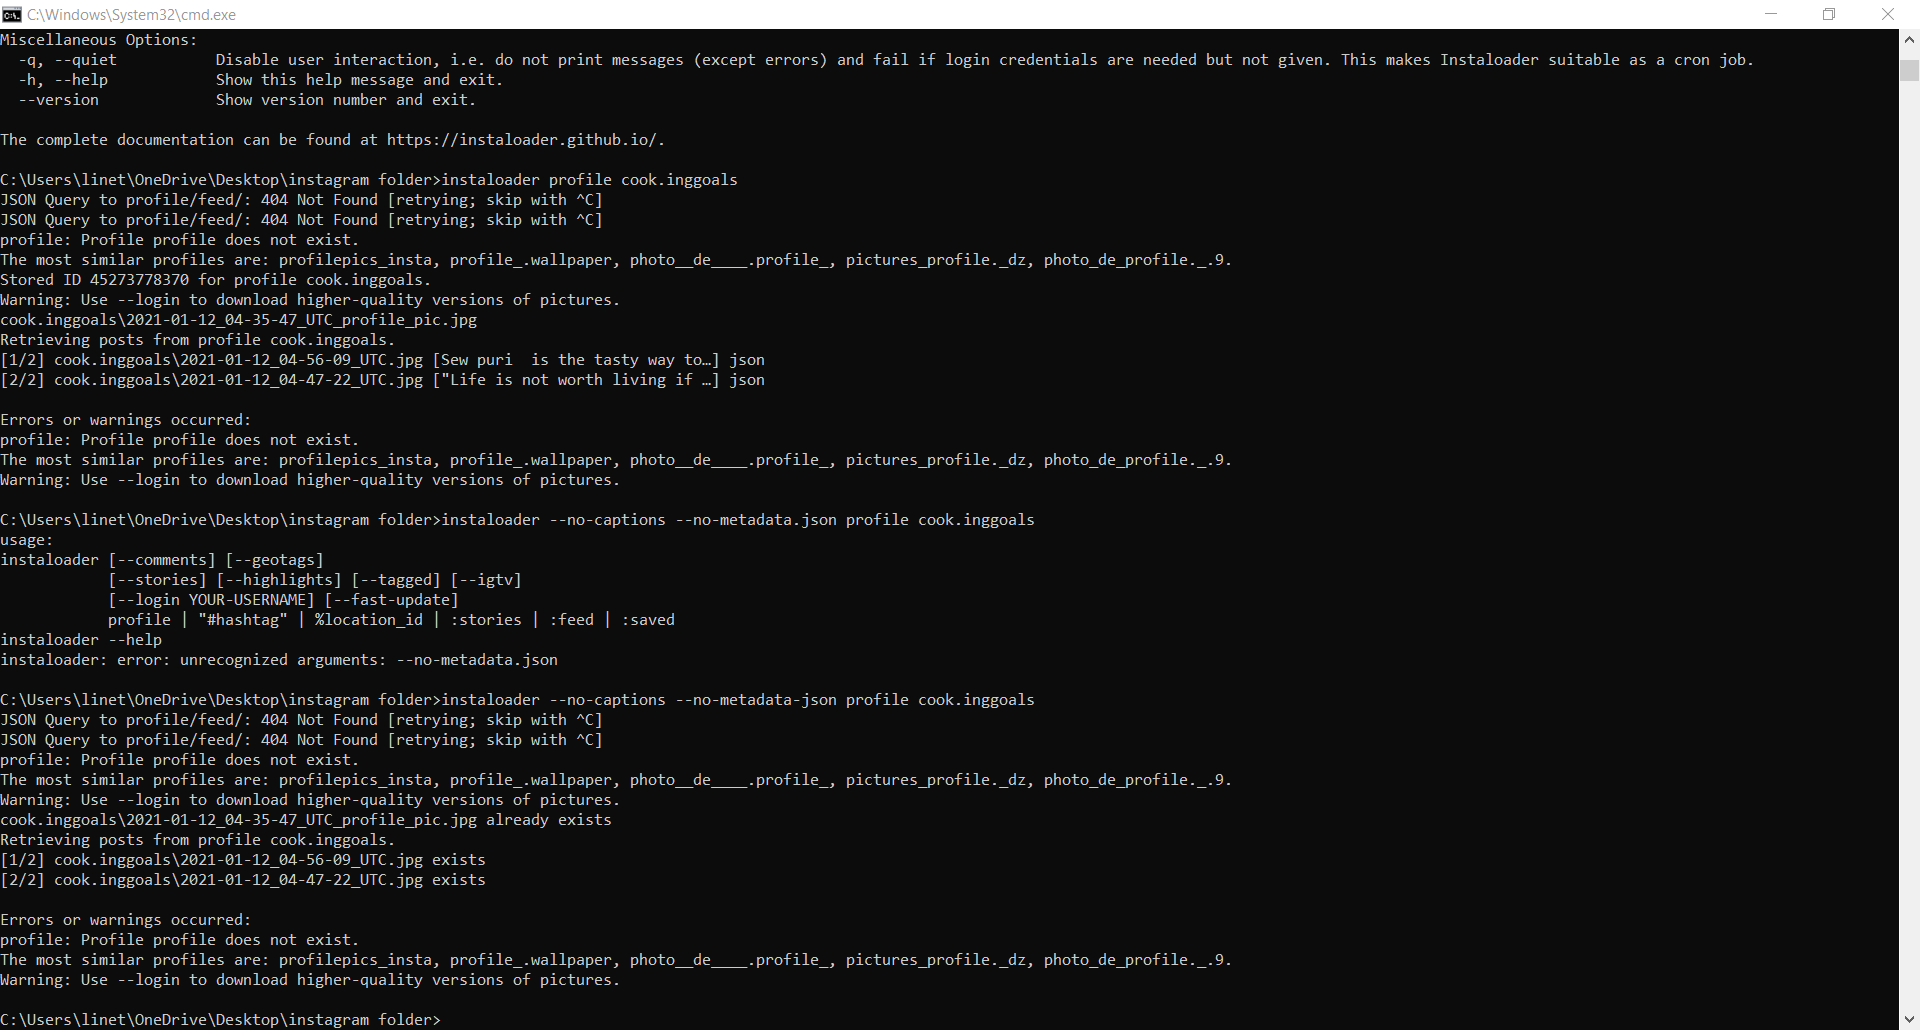 C:\Windows\System32\cmd.exe
Miscellaneous Options:
  -q, --quiet           Disable user interaction, i.e. do not print messages (except errors) and fail if login credentials are needed but not given. This makes Instaloader suitable as a cron job.
  -h, --help            Show this help message and exit.
  --version             Show version number and exit.
The complete documentation can be found at https://instaloader.github.io/.
C:\Users\linet\OneDrive\Desktop\instagram folder>instaloader profile cook.inggoals
JSON Query to profile/feed/: 404 Not Found [retrying; skip with ^C]
JSON Query to profile/feed/: 404 Not Found [retrying; skip with ^C]
profile: Profile profile does not exist.
The most similar profiles are: profilepics_insta, profile_.wallpaper, photo__de____.profile_, pictures_profile._dz, photo_de_profile._.9.
Stored ID 45273778370 for profile cook.inggoals.
Warning: Use --login to download higher-quality versions of pictures.
cook.inggoals\2021-01-12_04-35-47_UTC_profile_pic.jpg
Retrieving posts from profile cook.inggoals.
[1/2] cook.inggoals\2021-01-12_04-56-09_UTC.jpg [Sew puri  is the tasty way to…] json
[2/2] cook.inggoals\2021-01-12_04-47-22_UTC.jpg ["Life is not worth living if …] json
Errors or warnings occurred:
profile: Profile profile does not exist.
The most similar profiles are: profilepics_insta, profile_.wallpaper, photo__de____.profile_, pictures_profile._dz, photo_de_profile._.9.
Warning: Use --login to download higher-quality versions of pictures.
C:\Users\linet\OneDrive\Desktop\instagram folder>instaloader --no-captions --no-metadata.json profile cook.inggoals
usage:
instaloader [--comments] [--geotags]
            [--stories] [--highlights] [--tagged] [--igtv]
            [--login YOUR-USERNAME] [--fast-update]
            profile | "#hashtag" | %location_id | :stories | :feed | :saved
instaloader --help
instaloader: error: unrecognized arguments: --no-metadata.json
C:\Users\linet\OneDrive\Desktop\instagram folder>instaloader --no-captions --no-metadata-json profile cook.inggoals
JSON Query to profile/feed/: 404 Not Found [retrying; skip with ^C]
JSON Query to profile/feed/: 404 Not Found [retrying; skip with ^C]
profile: Profile profile does not exist.
The most similar profiles are: profilepics_insta, profile_.wallpaper, photo__de____.profile_, pictures_profile._dz, photo_de_profile._.9.
Warning: Use --login to download higher-quality versions of pictures.
cook.inggoals\2021-01-12_04-35-47_UTC_profile_pic.jpg already exists
Retrieving posts from profile cook.inggoals.
[1/2] cook.inggoals\2021-01-12_04-56-09_UTC.jpg exists
[2/2] cook.inggoals\2021-01-12_04-47-22_UTC.jpg exists
Errors or warnings occurred:
profile: Profile profile does not exist.
The most similar profiles are: profilepics_insta, profile_.wallpaper, photo__de____.profile_, pictures_profile._dz, photo_de_profile._.9.
Warning: Use --login to download higher-quality versions of pictures.
C:\Users\linet\OneDrive\Desktop\instagram folder>